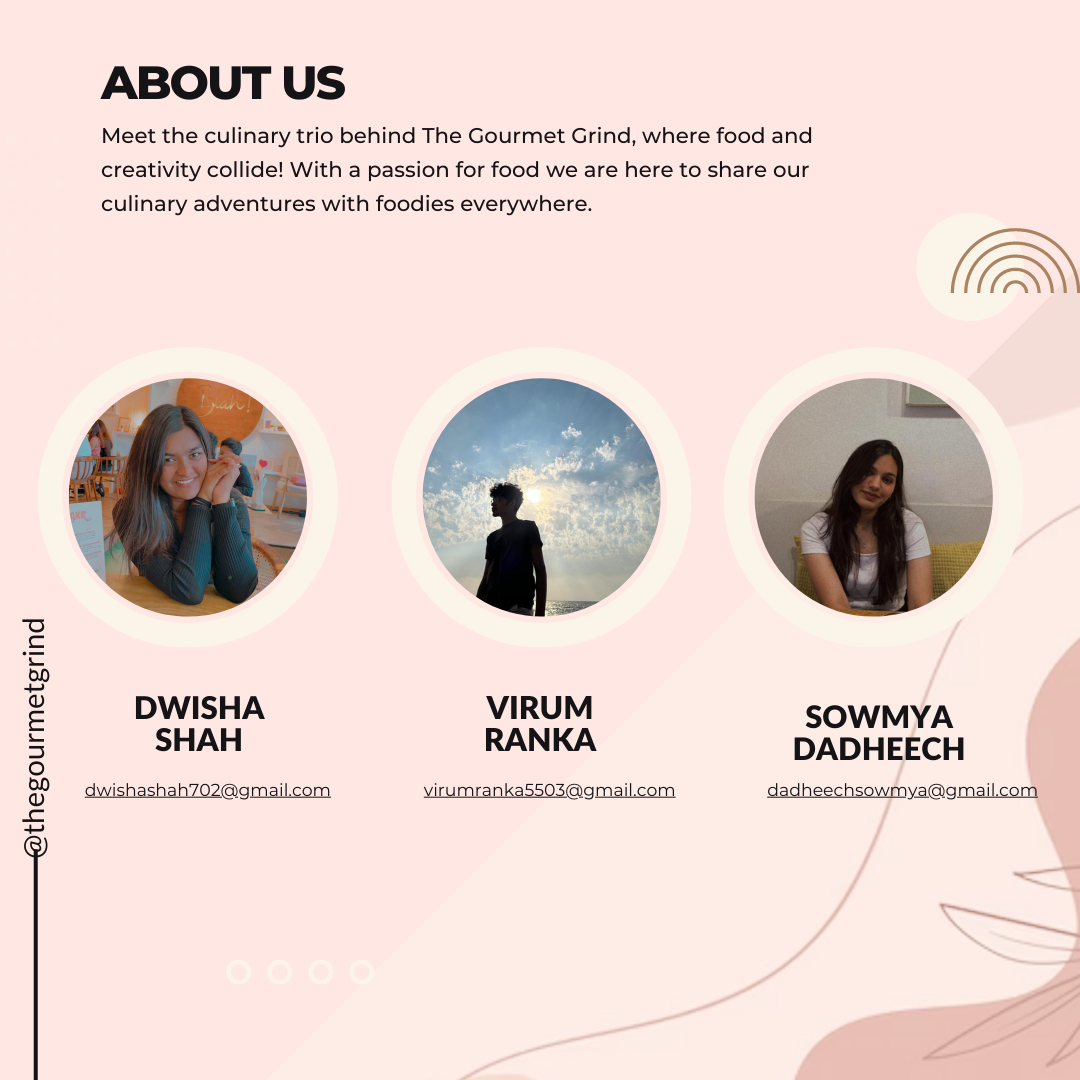 ABOUT US
Meet the culinary trio behind The Gourmet Grind, where food and
creativity collide! With a passion for food we are here to share our
culinary adventures with foodies everywhere.
DWISHA
SHAH
dwishashah702@gmail.com
VIRUM
RANKA
virumranka5503@gmail.com
SOWMYA
DADHEECH
dadheechsowmya@gmail.com
@thegourmetgrind